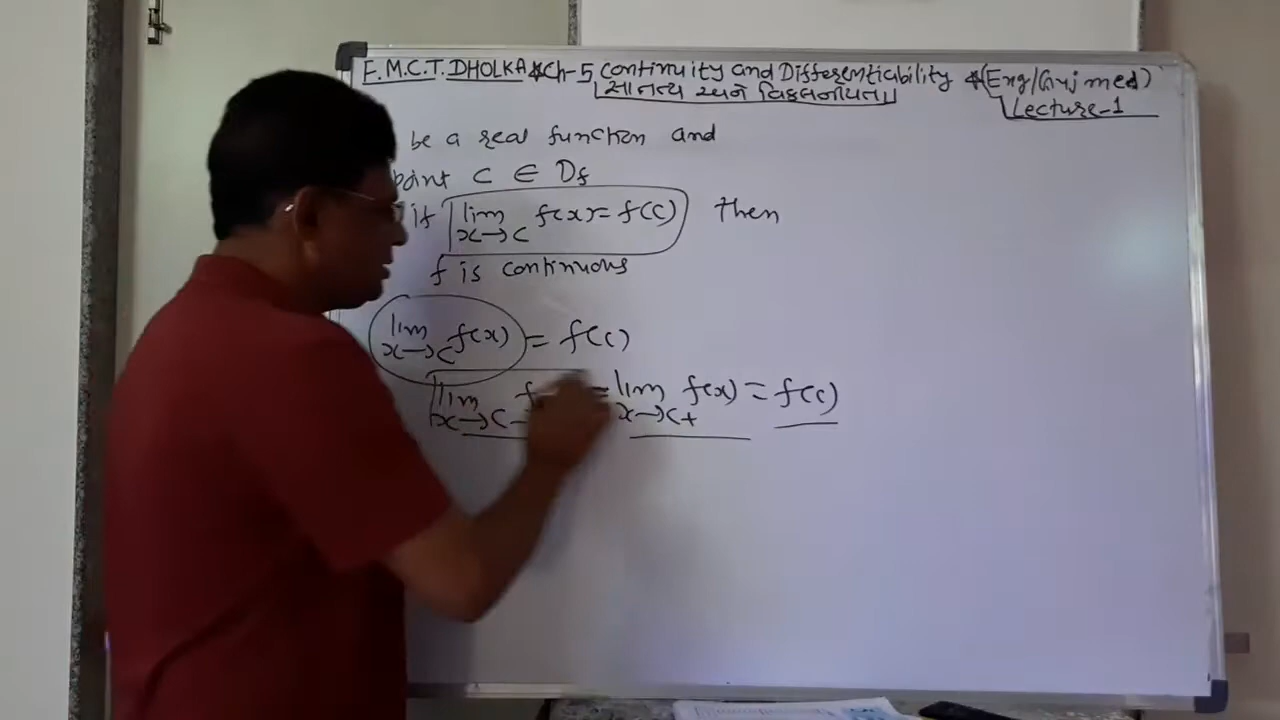 F.M.C.T. DHOLKA * Ch-5 Continuity and Differentiability * (Eng/Guj med)
સાતત્ય અને વિકલનીયતા
Lecture-1
be a real function and
point c ∈ Df
if lim x→c f(x) = f(c) then
f is continuous
lim x→c f(x) = f(c)
lim x→c- = lim x→c+ f(x) = f(c)